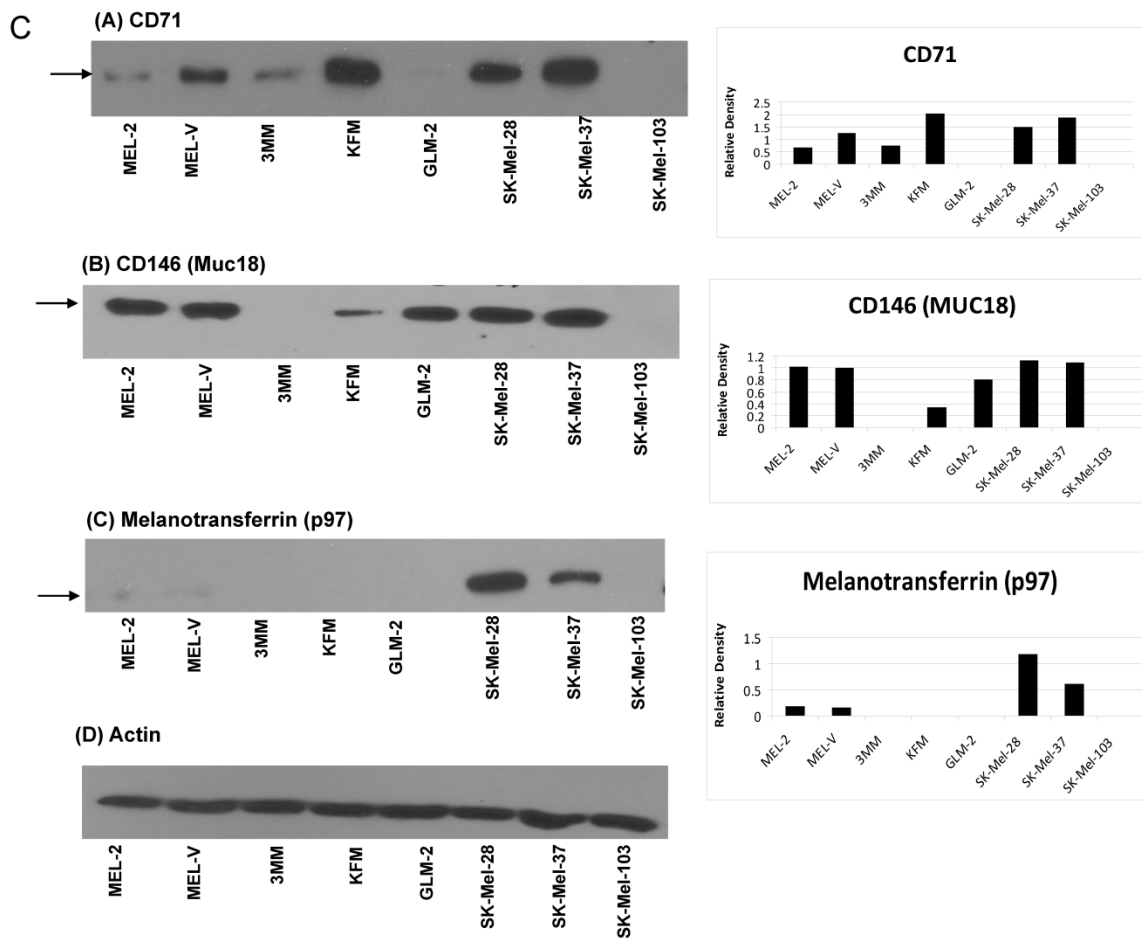 C
(A) CD71
MEL-2
MEL-V
3MM
KFM
GLM-2
SK-Mel-28
SK-Mel-37
SK-Mel-103
CD71
Relative Density
2.5
2
1.5
1
0.5
0
MEL-2
MEL-V
3MM
KFM
GLM-2
SK-Mel-28
SK-Mel-37
SK-Mel-103
(B) CD146 (Muc18)
MEL-2
MEL-V
3MM
KFM
GLM-2
SK-Mel-28
SK-Mel-37
SK-Mel-103
CD146 (MUC18)
Relative Density
1.2
1
0.8
0.6
0.4
0.2
0
MEL-2
MEL-V
3MM
KFM
GLM-2
SK-Mel-28
SK-Mel-37
SK-Mel-103
(C) Melanotransferrin (p97)
MEL-2
MEL-V
3MM
KFM
GLM-2
SK-Mel-28
SK-Mel-37
SK-Mel-103
Melanotransferrin (p97)
Relative Density
1.5
1
0.5
0
MEL-2
MEL-V
3MM
KFM
GLM-2
SK-Mel-28
SK-Mel-37
SK-Mel-103
(D) Actin
MEL-2
MEL-V
3MM
KFM
GLM-2
SK-Mel-28
SK-Mel-37
SK-Mel-103